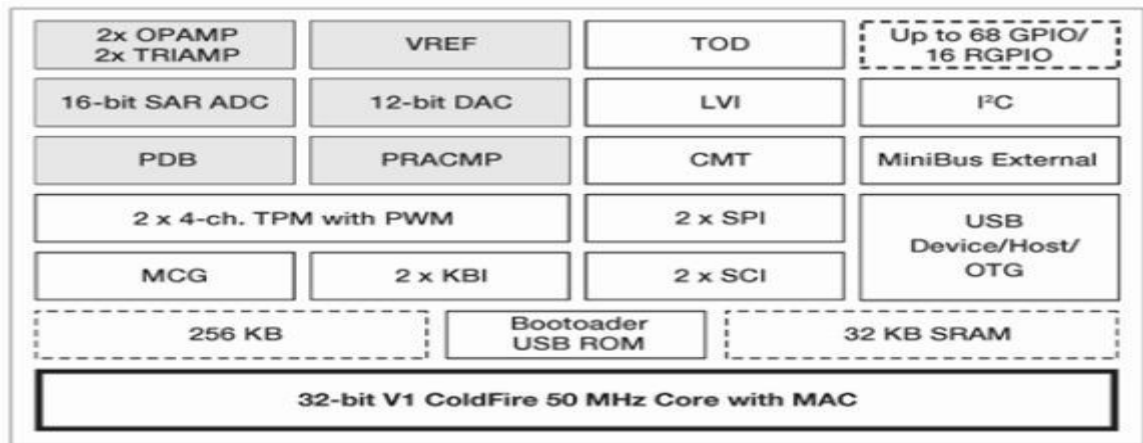 2x OPAMP
2x TRIAMP
VREF
TOD
Up to 68 GPIO/
16 RGPIO
16-bit SAR ADC
12-bit DAC
LVI
I²C
PDB
PRACMP
CMT
MiniBus External
2 x 4-ch. TPM with PWM
2 x SPI
USB
Device/Host/
OTG
MCG
2 x KBI
2 x SCI
256 KB
Bootoader
USB ROM
32 KB SRAM
32-bit V1 ColdFire 50 MHz Core with MAC